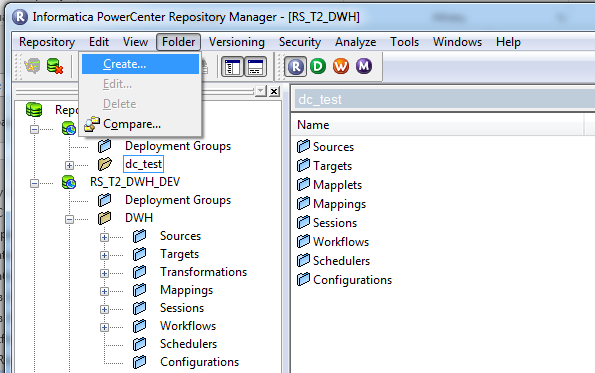 Informatica PowerCenter Repository Manager - [RS_T2_DWH]
Repository Edit View Folder Versioning Security Analyze Tools Windows Help
Create...
R D W M
Edit...
Delete
dc_test
Compare...
Name
Deployment Groups
Sources
dc_test
Targets
RS_T2_DWH_DEV
Mapplets
Deployment Groups
Mappings
DWH
Sessions
Sources
Workflows
Targets
Schedulers
Transformations
Configurations
Mappings
Sessions
Workflows
Schedulers
Configurations